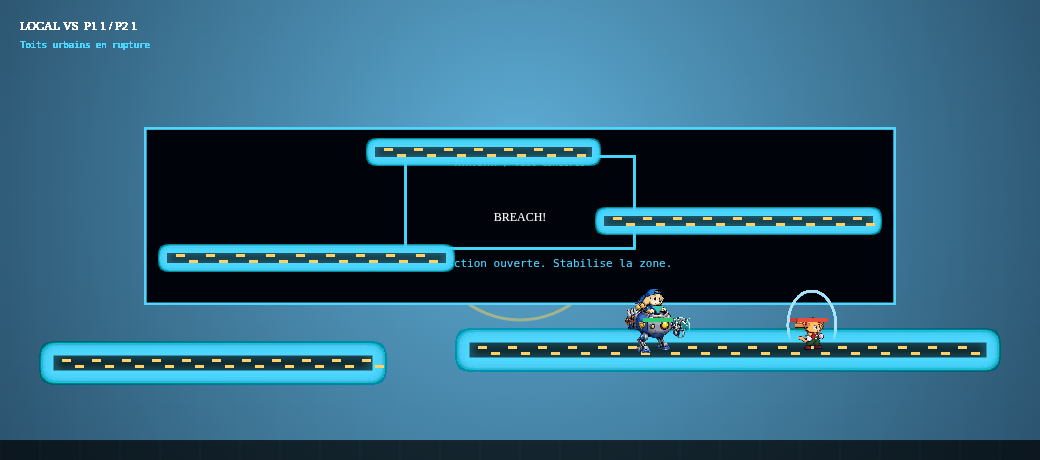 LOCAL VS P1 1 / P2 1
Toits urbains en rupture
BREACH!
ction ouverte. Stabilise la zone.